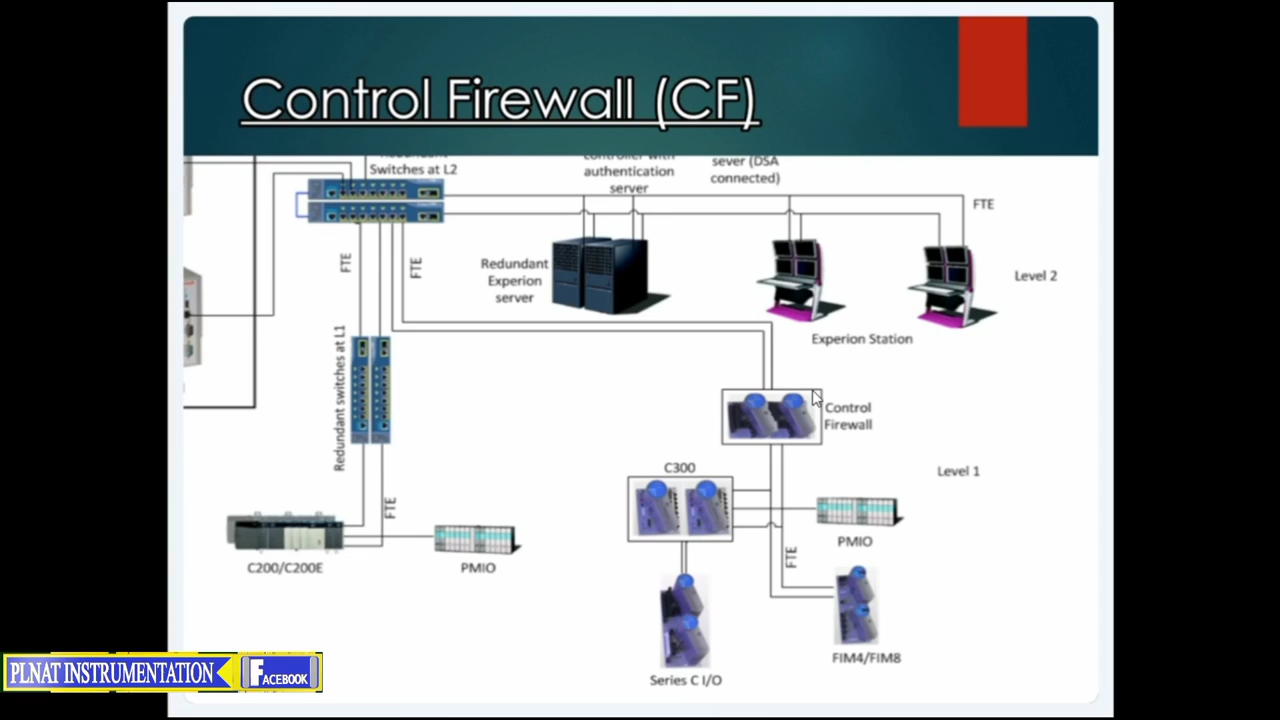 Control Firewall (CF)
Switches at L2
controller with
authentication
server
sever (DSA
connected)
FTE
FTE
FTE
Redundant
Experion
server
Level 2
Experion Station
Redundant switches at L1
Control
Firewall
C300
Level 1
FTE
PMIO
C200/C200E
PMIO
FTE
FIM4/FIM8
Series C I/O
PLNAT INSTRUMENTATION
FACEBOOK